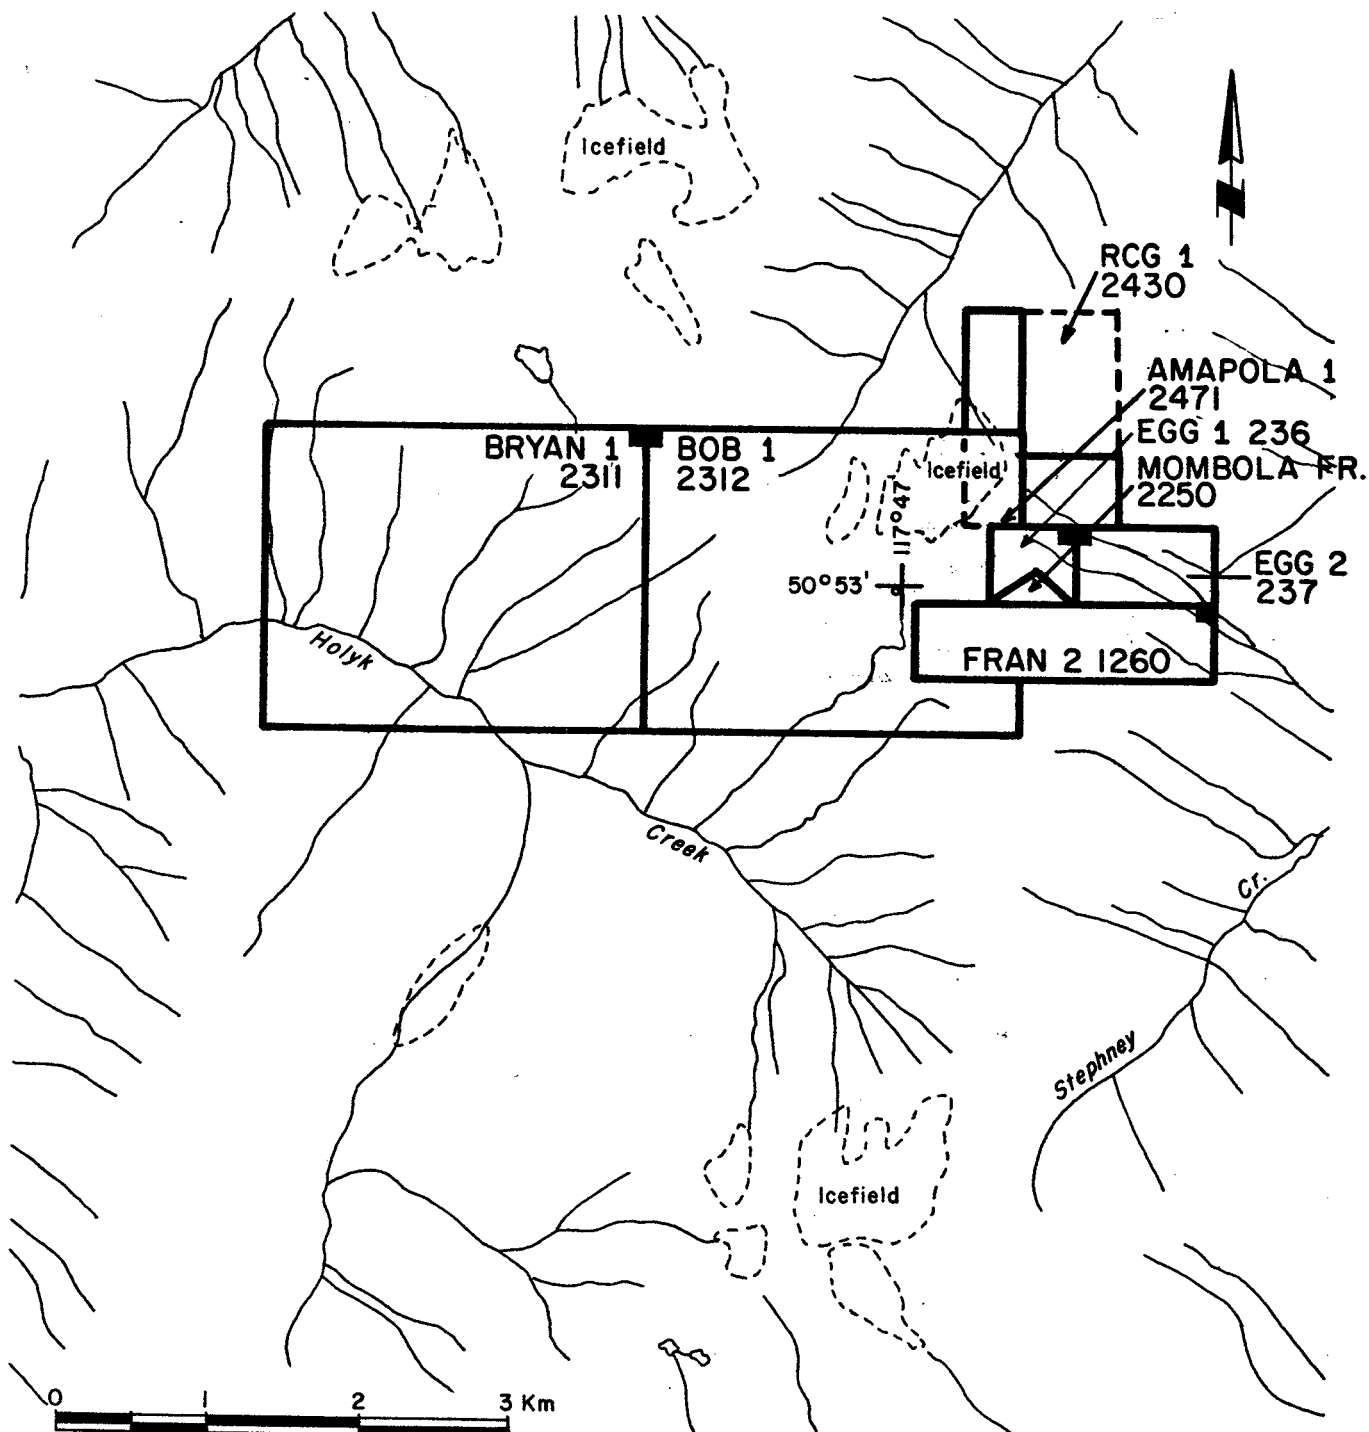 Icefield
N
RCG 1
2430
AMAPOLA 1
2471
EGG 1 236
MOMBOLA FR.
2250
BRYAN 1
2311
BOB 1
2312
Icefield
117°47'
50°53'
EGG 2
237
FRAN 2 1260
Holyk
Creek
Cr.
Stephney
Icefield
0 1 2 3 Km